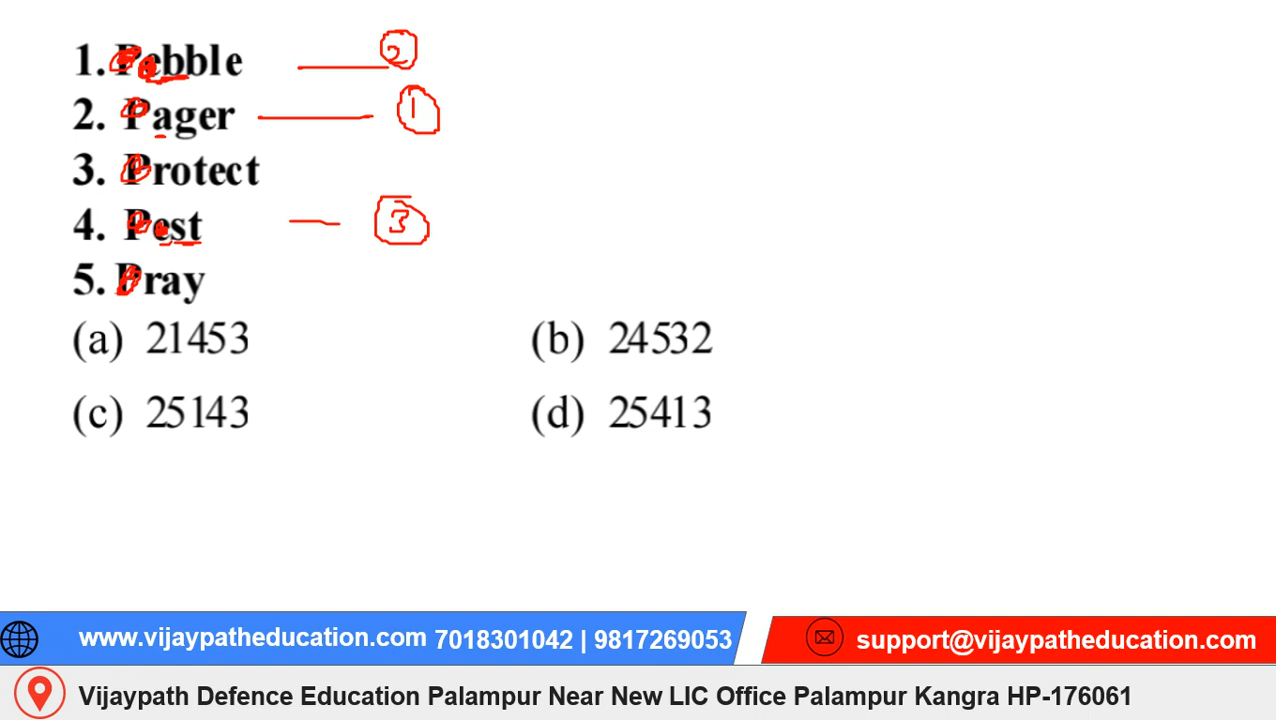 1. Pebble 2
2. Pager 1
3. Protect
4. Pest 3
5. Pray
(a) 21453 (b) 24532
(c) 25143 (d) 25413
www.vijaypatheducation.com 7018301042 | 9817269053 support@vijaypatheducation.com
Vijaypath Defence Education Palampur Near New LIC Office Palampur Kangra HP-176061